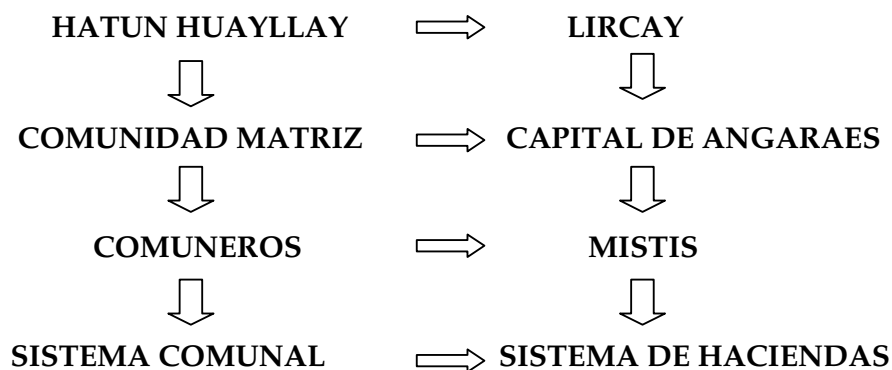 HATUN HUAYLLAY LIRCAY
COMUNIDAD MATRIZ CAPITAL DE ANGARAES
COMUNEROS MISTIS
SISTEMA COMUNAL SISTEMA DE HACIENDAS